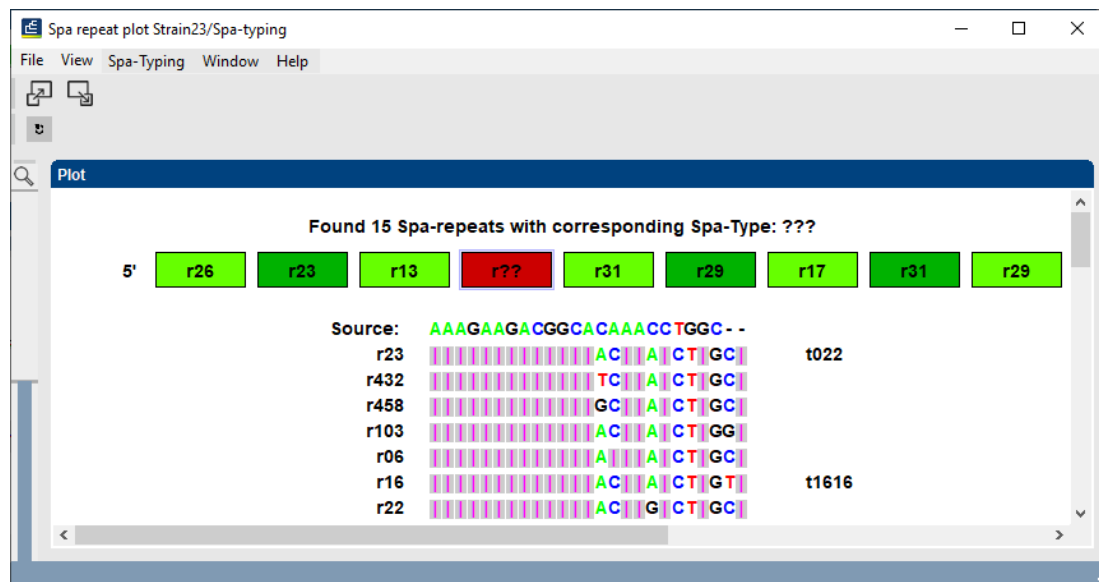 Spa repeat plot Strain23/Spa-typing
File View Spa-Typing Window Help
Plot
Found 15 Spa-repeats with corresponding Spa-Type: ???
5' r26 r23 r13 r?? r31 r29 r17 r31 r29
Source: AAAGAAGACGGCACAAACCTGGC--
r23 |||||||||||||AC||A|CT|GC| t022
r432 |||||||||||||TC||A|CT|GC|
r458 |||||||||||||GC||A|CT|GC|
r103 |||||||||||||AC||A|CT|GG|
r06 |||||||||||||A|||A|CT|GC|
r16 |||||||||||||AC||A|CT|GT| t1616
r22 |||||||||||||AC||G|CT|GC|